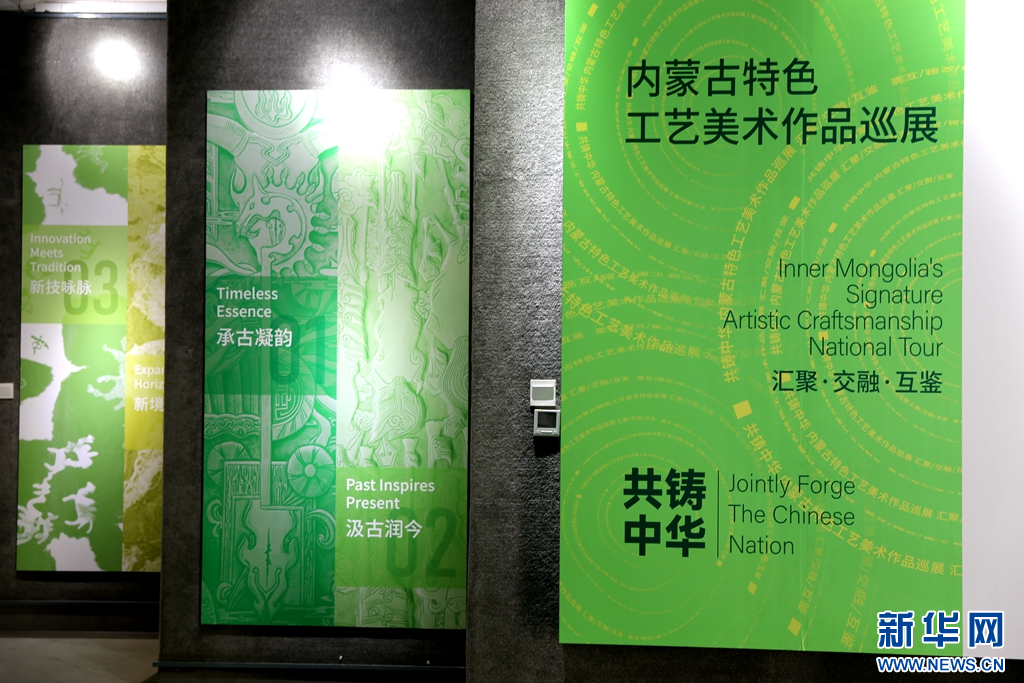 Innovation
Meets
Tradition
新技咏脉
03
Timeless
Essence
承古凝韵
01
Past Inspires
Present
汲古润今
02
内蒙古特色
工艺美术作品巡展
Inner Mongolia's
Signature
Artistic Craftsmanship
National Tour
汇聚·交融·互鉴
共铸
中华
Jointly Forge
The Chinese
Nation
新华网
WWW.NEWS.CN